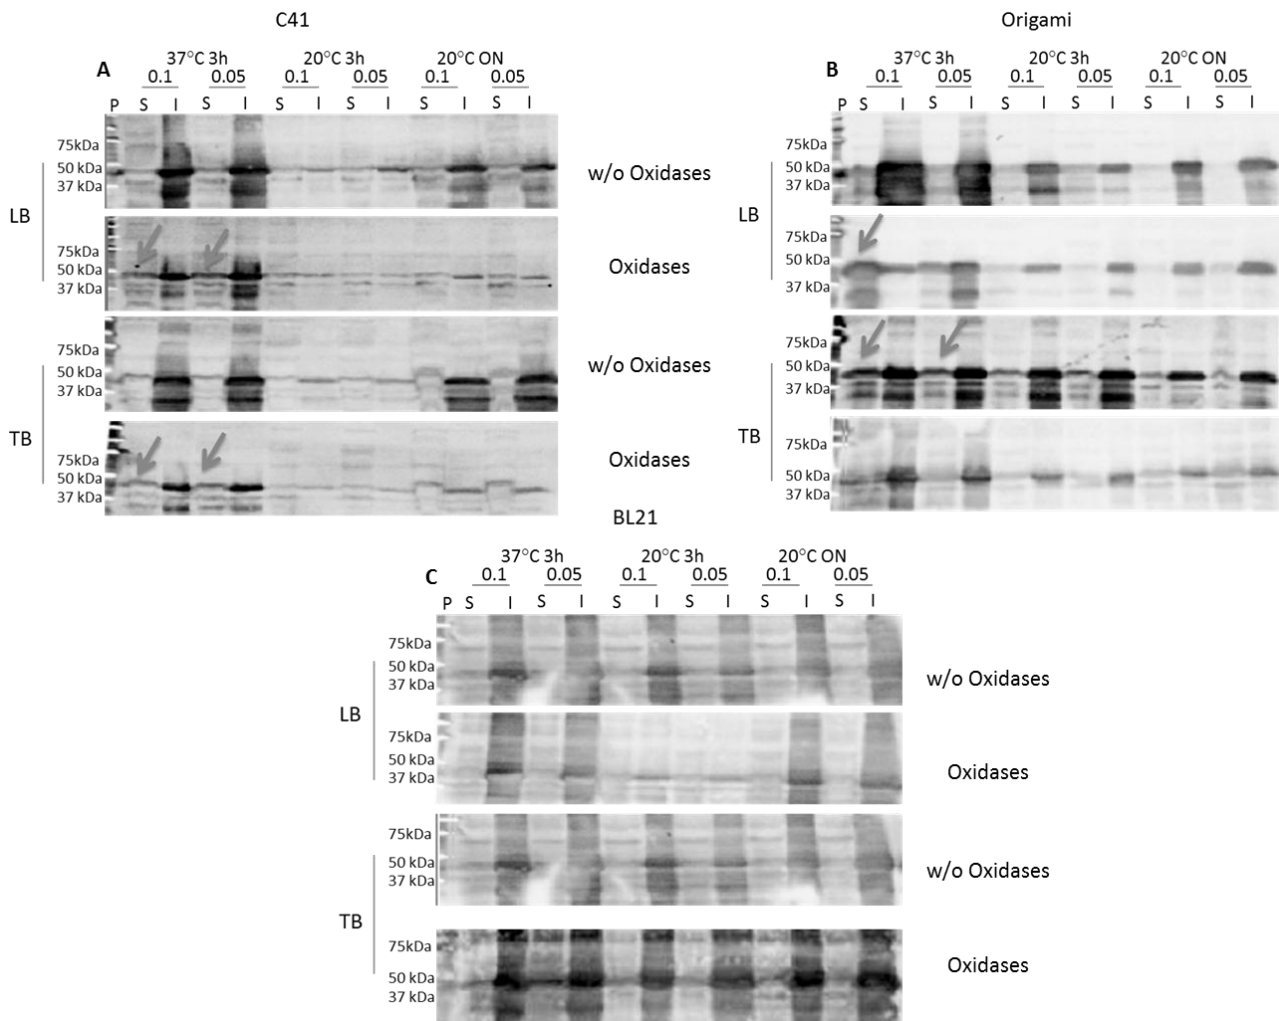 C41
A
37°C 3h 20°C 3h 20°C ON
0.1 0.05 0.1 0.05 0.1 0.05
P S I S I S I S I S I S I
LB
75kDa
50 kDa
37 kDa
w/o Oxidases
75kDa
50 kDa
37 kDa
Oxidases
TB
75kDa
50 kDa
37 kDa
w/o Oxidases
75kDa
50 kDa
37 kDa
Oxidases
Origami
B
37°C 3h 20°C 3h 20°C ON
0.1 0.05 0.1 0.05 0.1 0.05
P S I S I S I S I S I S I
LB
75kDa
50 kDa
37 kDa
75kDa
50 kDa
37 kDa
TB
75kDa
50 kDa
37 kDa
75kDa
50 kDa
37 kDa
BL21
C
37°C 3h 20°C 3h 20°C ON
0.1 0.05 0.1 0.05 0.1 0.05
P S I S I S I S I S I S I
LB
75kDa
50 kDa
37 kDa
w/o Oxidases
75kDa
50 kDa
37 kDa
Oxidases
TB
75kDa
50 kDa
37 kDa
w/o Oxidases
75kDa
50 kDa
37 kDa
Oxidases